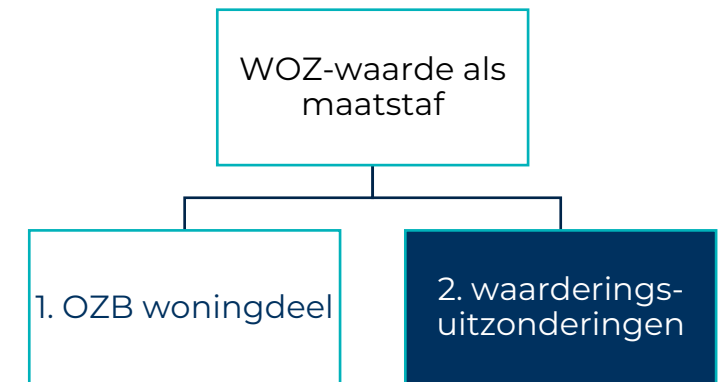 WOZ-waarde als
maatstaf
1. OZB woningdeel
2. waarderings-
uitzonderingen